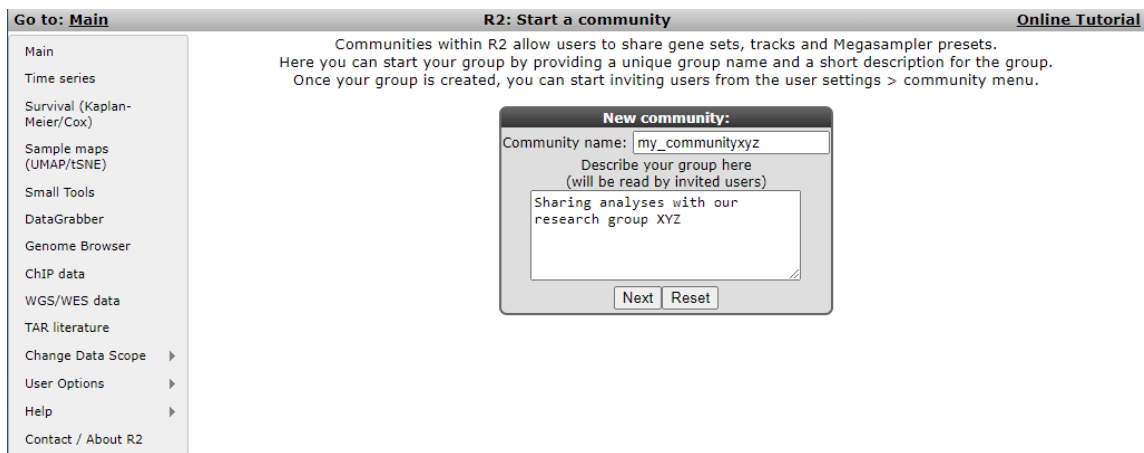 Go to: Main
R2: Start a community
Online Tutorial
Main
Time series
Survival (Kaplan-
Meier/Cox)
Sample maps
(UMAP/tSNE)
Small Tools
DataGrabber
Genome Browser
ChIP data
WGS/WES data
TAR literature
Change Data Scope
User Options
Help
Contact / About R2
Communities within R2 allow users to share gene sets, tracks and Megasampler presets.
Here you can start your group by providing a unique group name and a short description for the group.
Once your group is created, you can start inviting users from the user settings > community menu.
New community:
Community name: my_communityxyz
Describe your group here
(will be read by invited users)
Sharing analyses with our
research group XYZ
Next Reset